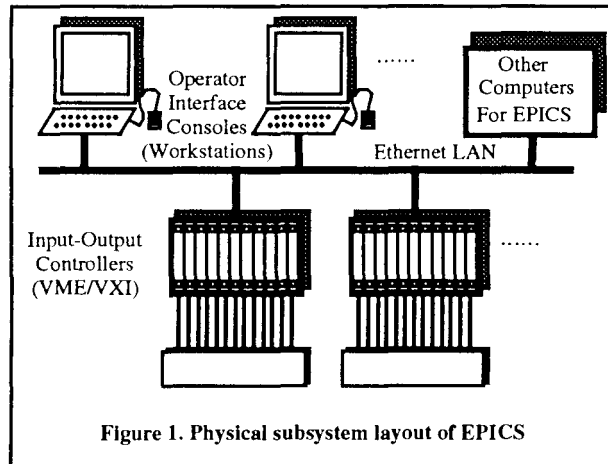 Operator
Interface
Consoles
(Workstations)
......
Other
Computers
For EPICS
Ethernet LAN
Input-Output
Controllers
(VME/VXI)
......
Figure 1. Physical subsystem layout of EPICS